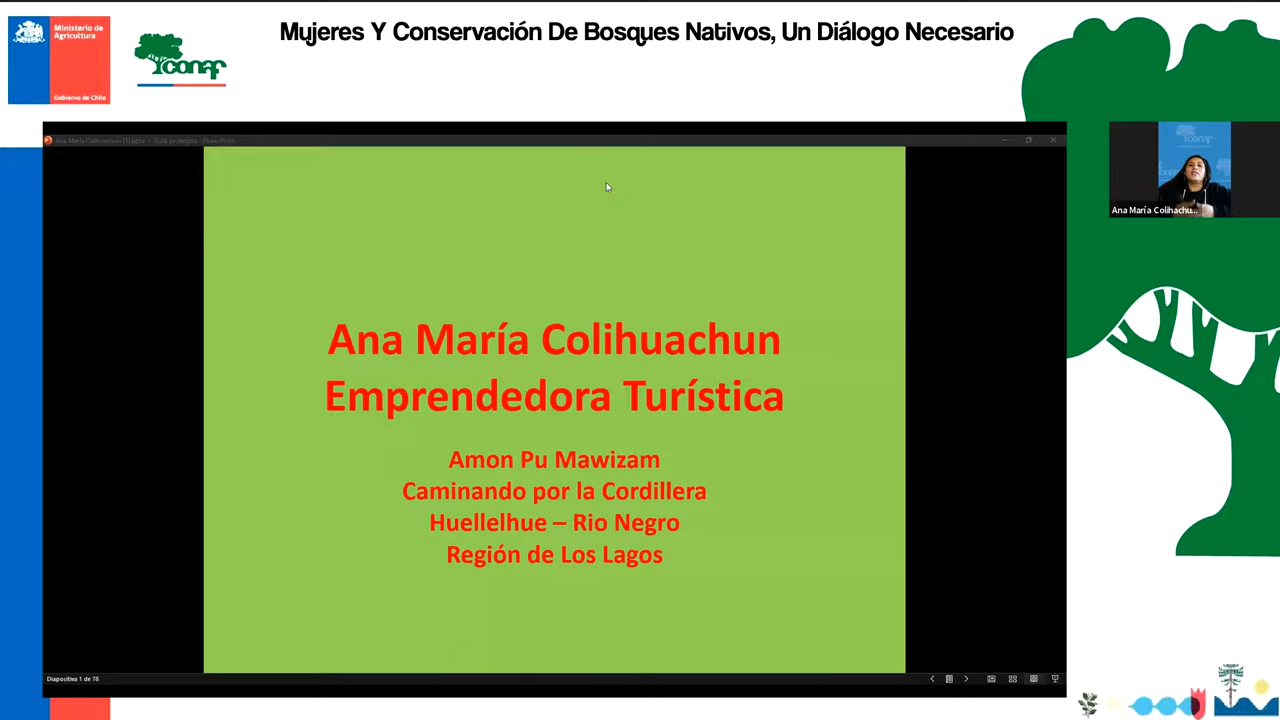 Mujeres Y Conservación De Bosques Nativos, Un Diálogo Necesario
Ministerio de
Agricultura
Gobierno de Chile
conaf
Ana María Colihuachun
Emprendedora Turística
Amon Pu Mawizam
Caminando por la Cordillera
Huellelhue – Rio Negro
Región de Los Lagos
Ana María Colihachu...
Diapositiva 1 de 78